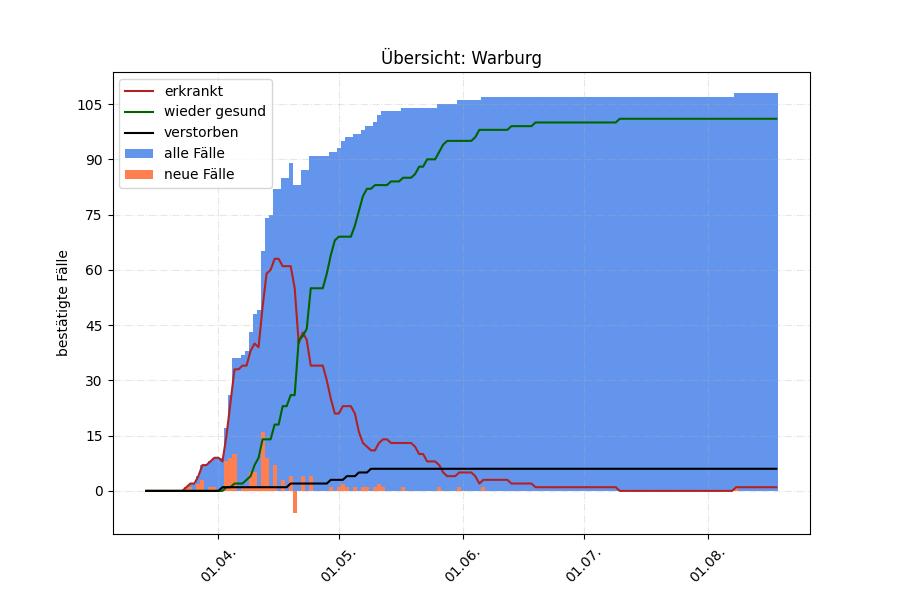 Übersicht: Warburg
erkrankt
wieder gesund
verstorben
alle Fälle
neue Fälle
bestätigte Fälle
105
90
75
60
45
30
15
0
01.04.
01.05.
01.06.
01.07.
01.08.